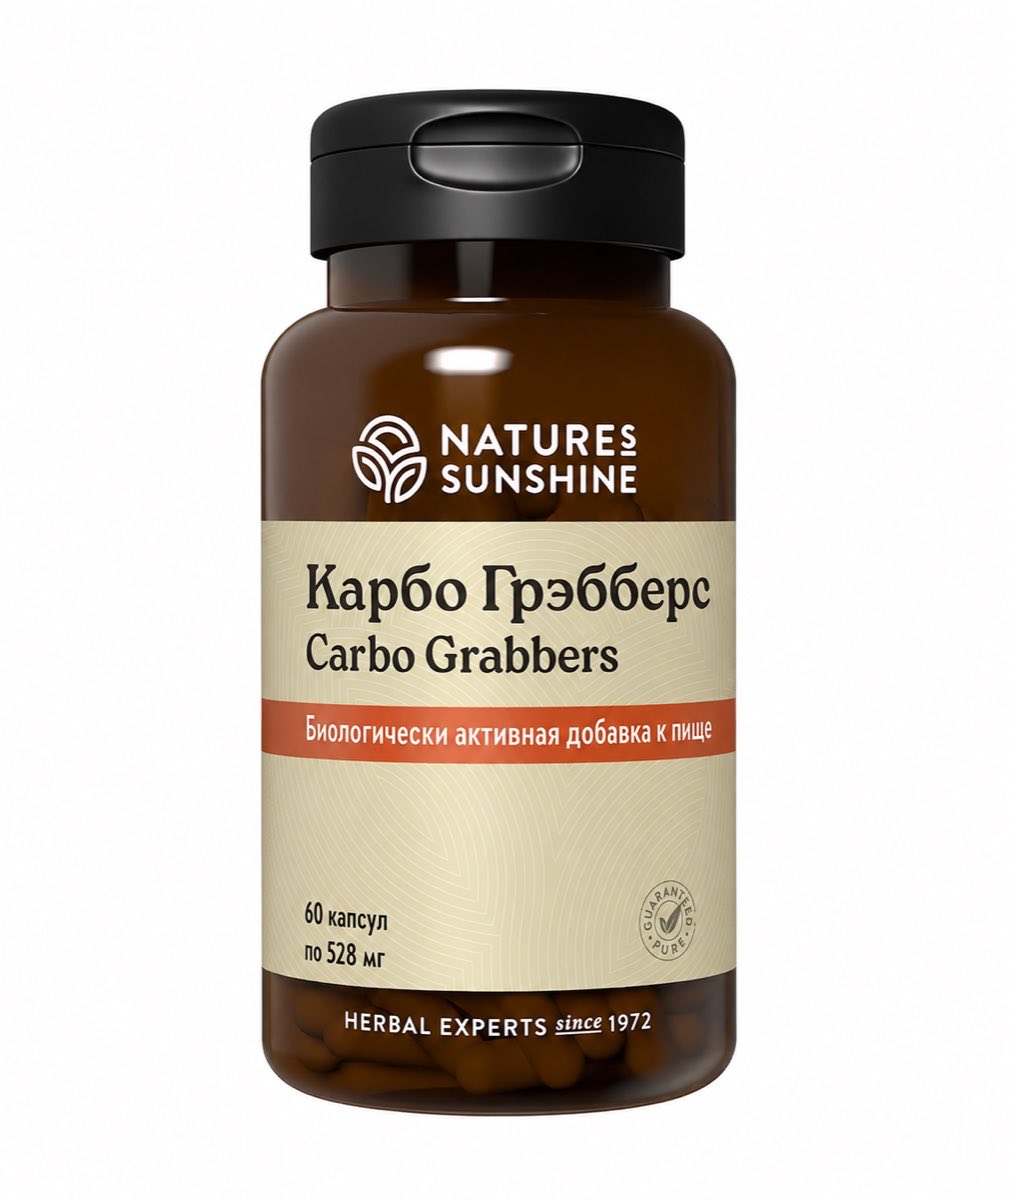 NATURES
SUNSHINE
Карбо Грэбберс
Carbo Grabbers
Биологически активная добавка к пище
60 капсул
по 528 мг
GUARANTEED
PURE
HERBAL EXPERTS since 1972